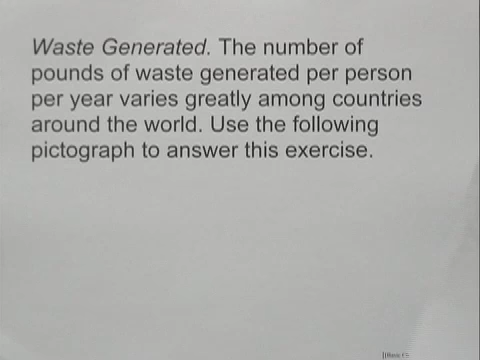 Waste Generated. The number of
pounds of waste generated per person
per year varies greatly among countries
around the world. Use the following
pictograph to answer this exercise.